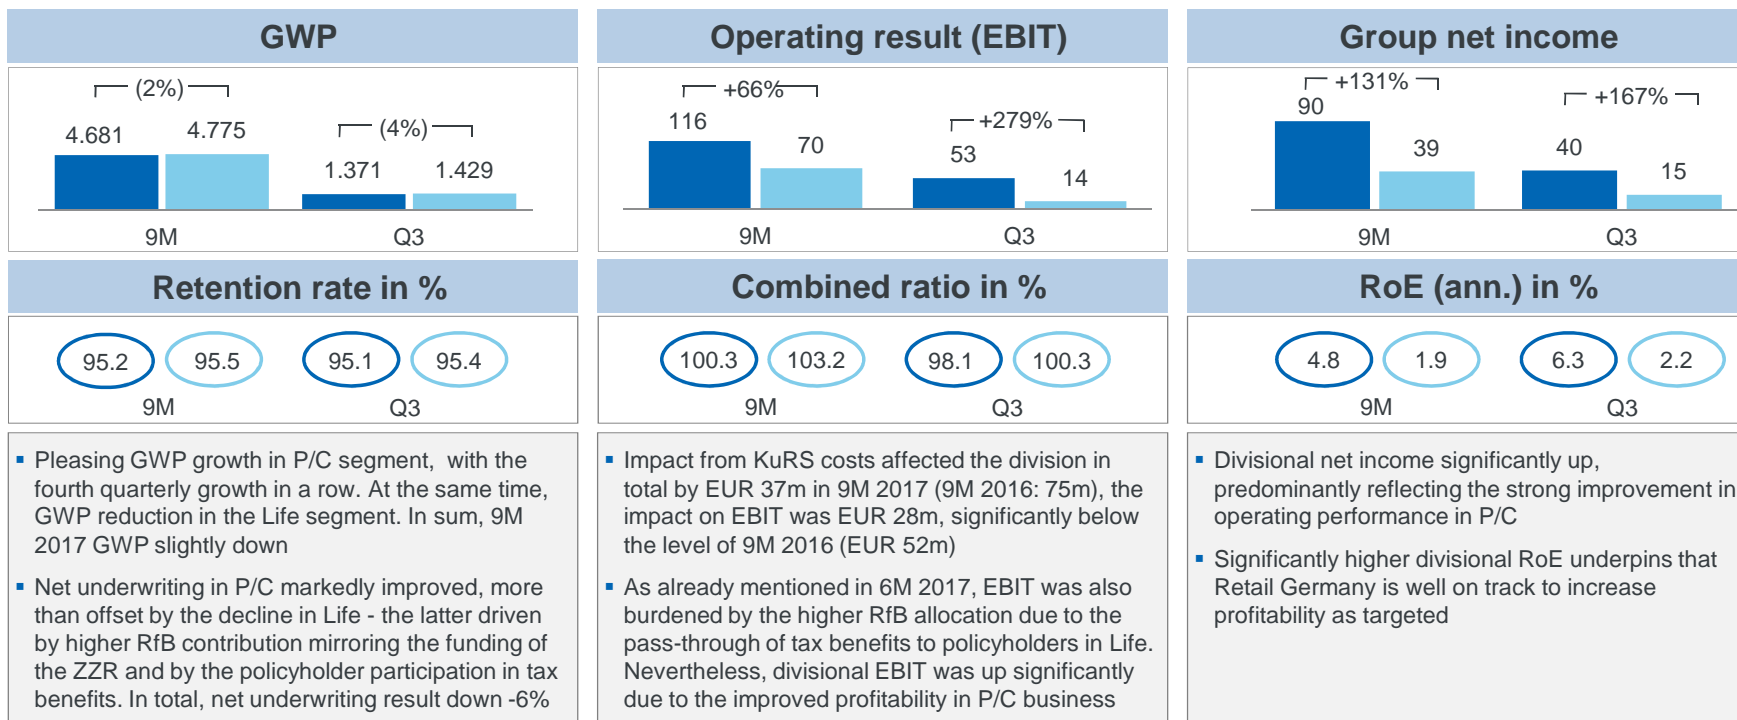 GWP
(2%)
4.681
4.775
(4%)
1.371
1.429
9M
Q3
Operating result (EBIT)
+66%
116
70
+279%
53
14
9M
Q3
Group net income
+131%
90
39
+167%
40
15
9M
Q3
Retention rate in %
95.2
95.5
95.1
95.4
9M
Q3
Combined ratio in %
100.3
103.2
98.1
100.3
9M
Q3
RoE (ann.) in %
4.8
1.9
6.3
2.2
9M
Q3
▪ Pleasing GWP growth in P/C segment, with the
fourth quarterly growth in a row. At the same time,
GWP reduction in the Life segment. In sum, 9M
2017 GWP slightly down
▪ Net underwriting in P/C markedly improved, more
than offset by the decline in Life - the latter driven
by higher RfB contribution mirroring the funding of
the ZZR and by the policyholder participation in tax
benefits. In total, net underwriting result down -6%
▪ Impact from KuRS costs affected the division in
total by EUR 37m in 9M 2017 (9M 2016: 75m), the
impact on EBIT was EUR 28m, significantly below
the level of 9M 2016 (EUR 52m)
▪ As already mentioned in 6M 2017, EBIT was also
burdened by the higher RfB allocation due to the
pass-through of tax benefits to policyholders in Life.
Nevertheless, divisional EBIT was up significantly
due to the improved profitability in P/C business
▪ Divisional net income significantly up,
predominantly reflecting the strong improvement in
operating performance in P/C
▪ Significantly higher divisional RoE underpins that
Retail Germany is well on track to increase
profitability as targeted